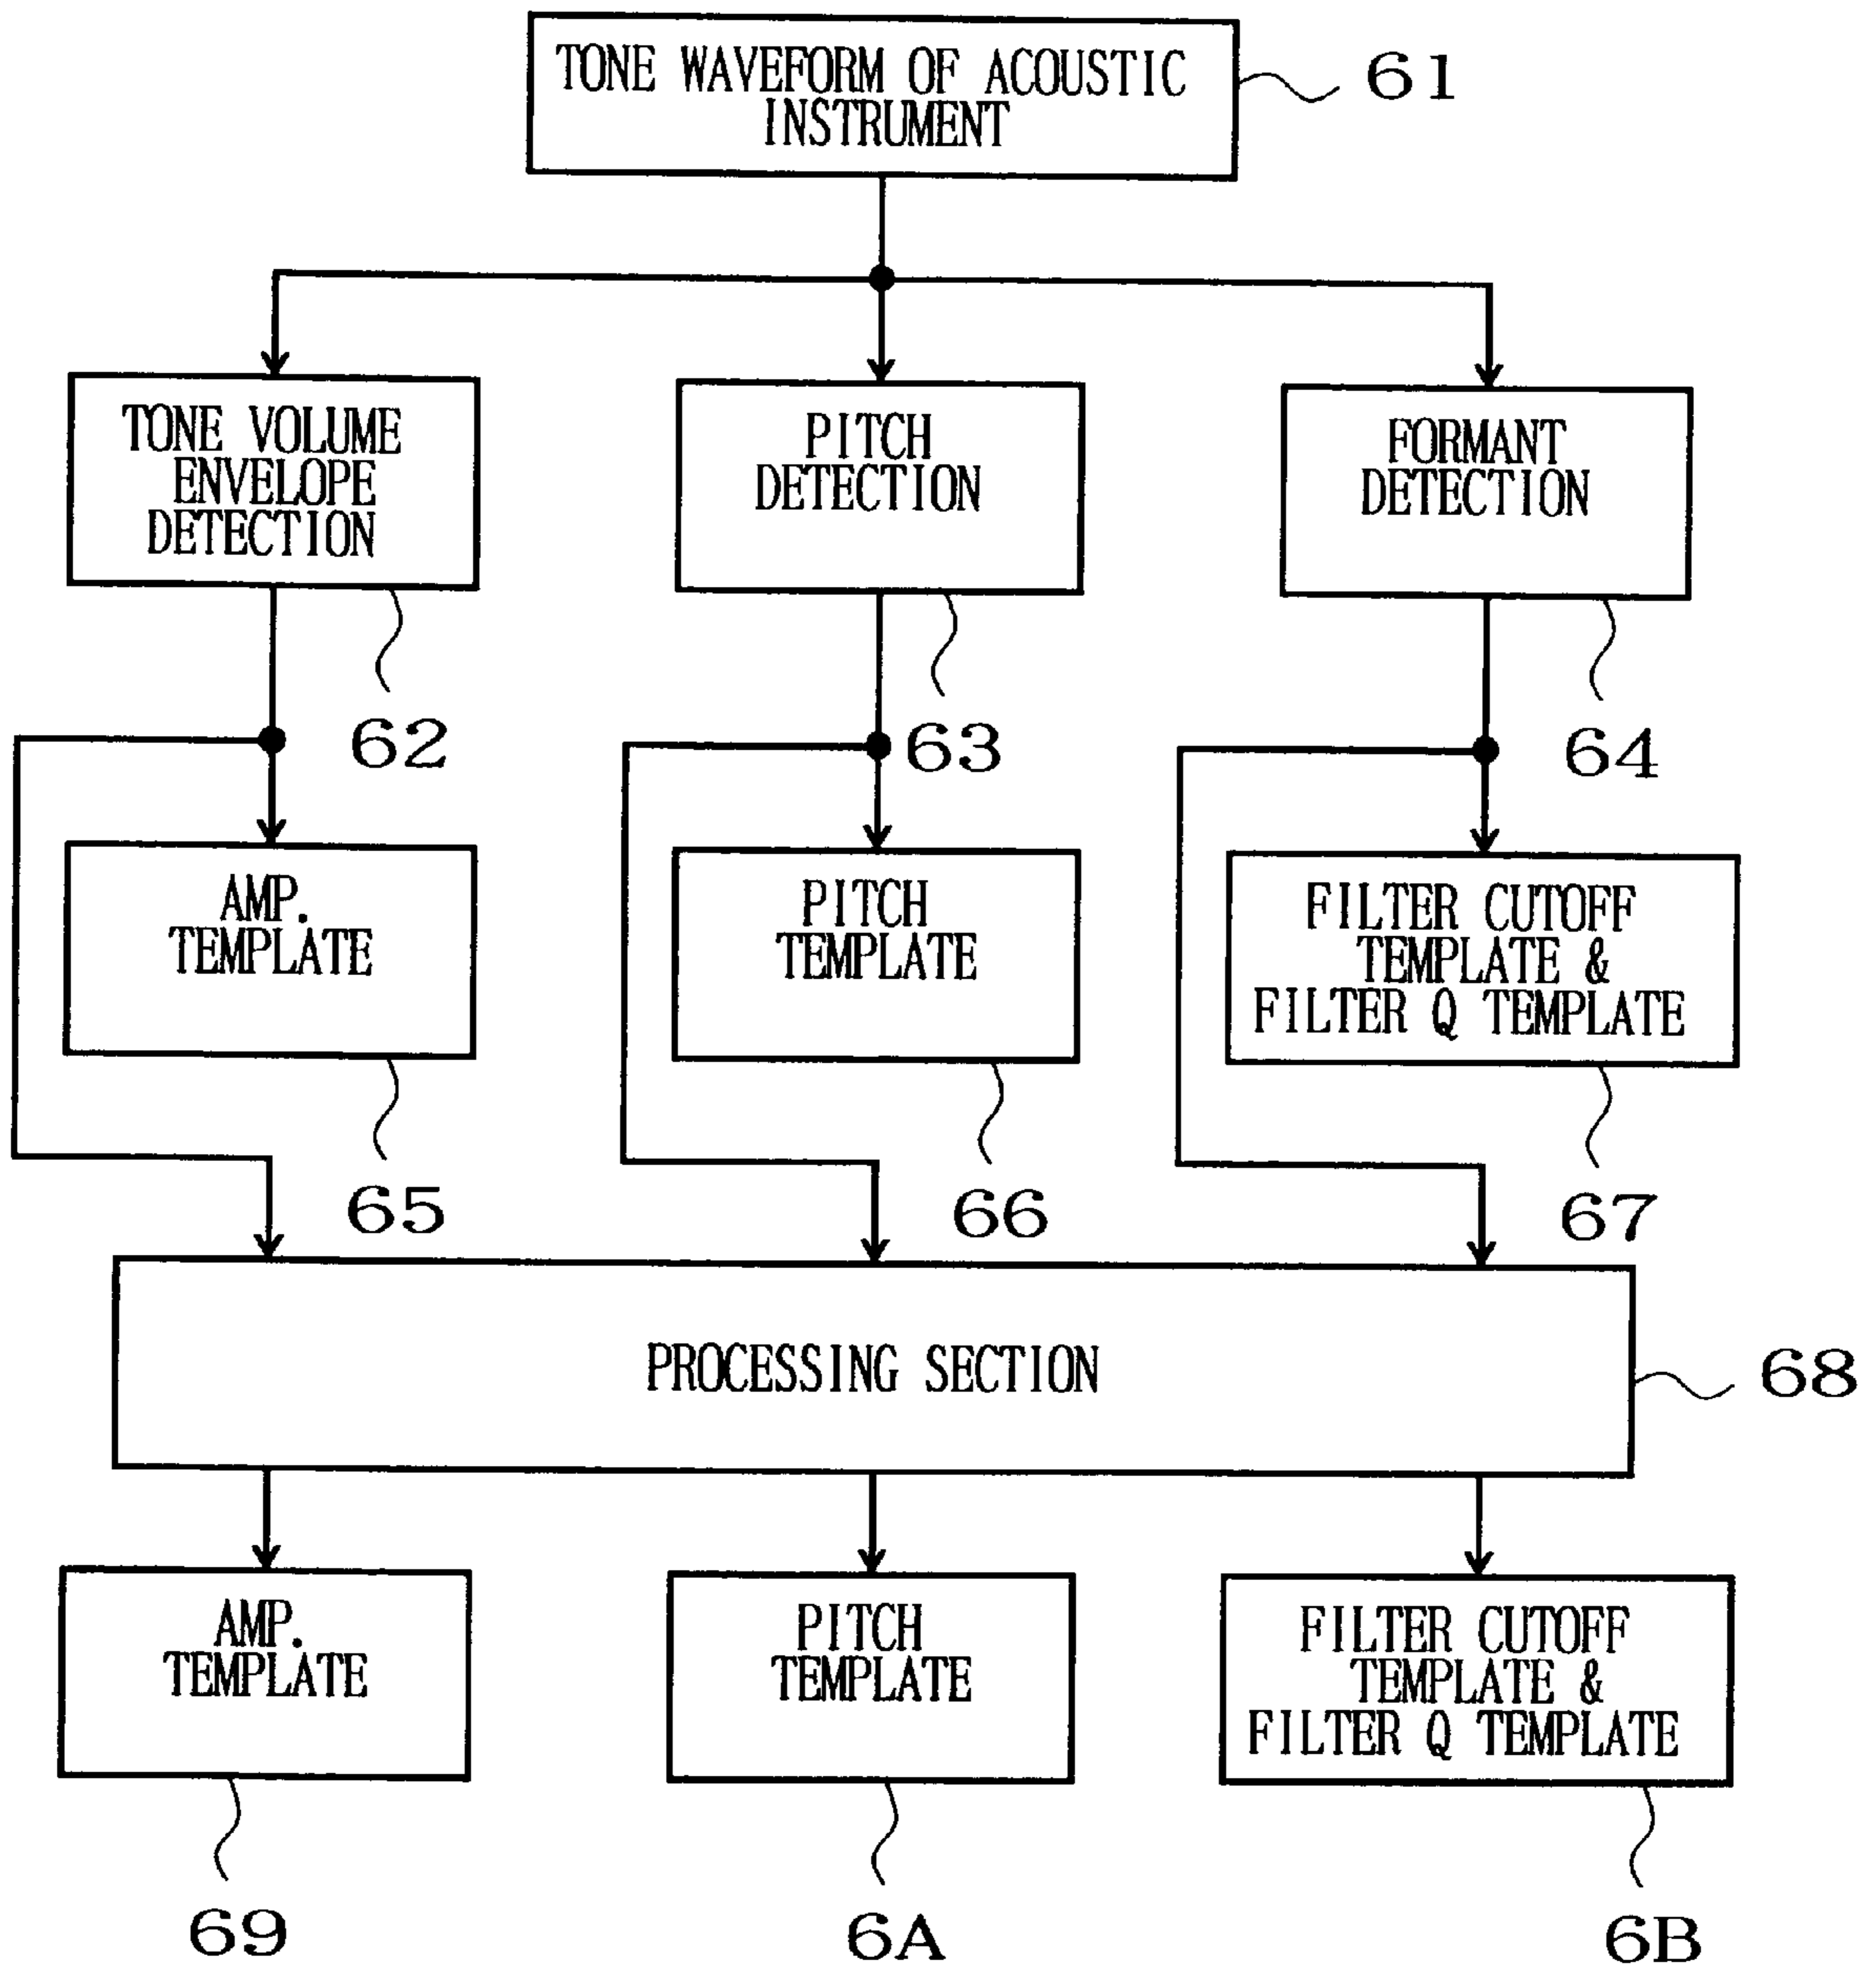 TONE WAVEFORM OF ACOUSTIC
INSTRUMENT
61
TONE VOLUME
ENVELOPE
DETECTION
62
PITCH
DETECTION
63
FORMANT
DETECTION
64
AMP.
TEMPLATE
65
PITCH
TEMPLATE
66
FILTER CUTOFF
TEMPLATE &
FILTER Q TEMPLATE
67
PROCESSING SECTION
68
AMP.
TEMPLATE
69
PITCH
TEMPLATE
6A
FILTER CUTOFF
TEMPLATE &
FILTER Q TEMPLATE
6B